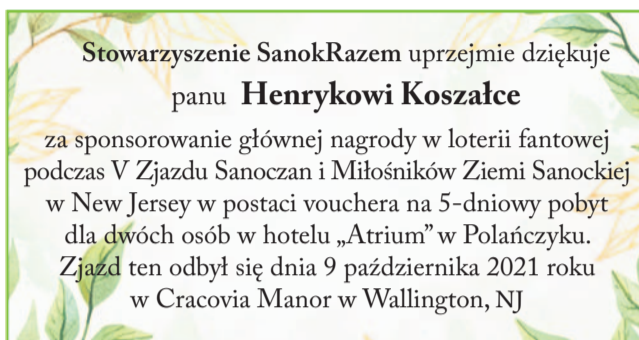 Stowarzyszenie SanokRazem uprzejmie dziękuje
panu Henrykowi Koszałce
za sponsorowanie głównej nagrody w loterii fantowej
podczas V Zjazdu Sanoczan i Miłośników Ziemi Sanockiej
w New Jersey w postaci vouchera na 5-dniowy pobyt
dla dwóch osób w hotelu „Atrium” w Polańczyku.
Zjazd ten odbył się dnia 9 października 2021 roku
w Cracovia Manor w Wallington, NJ